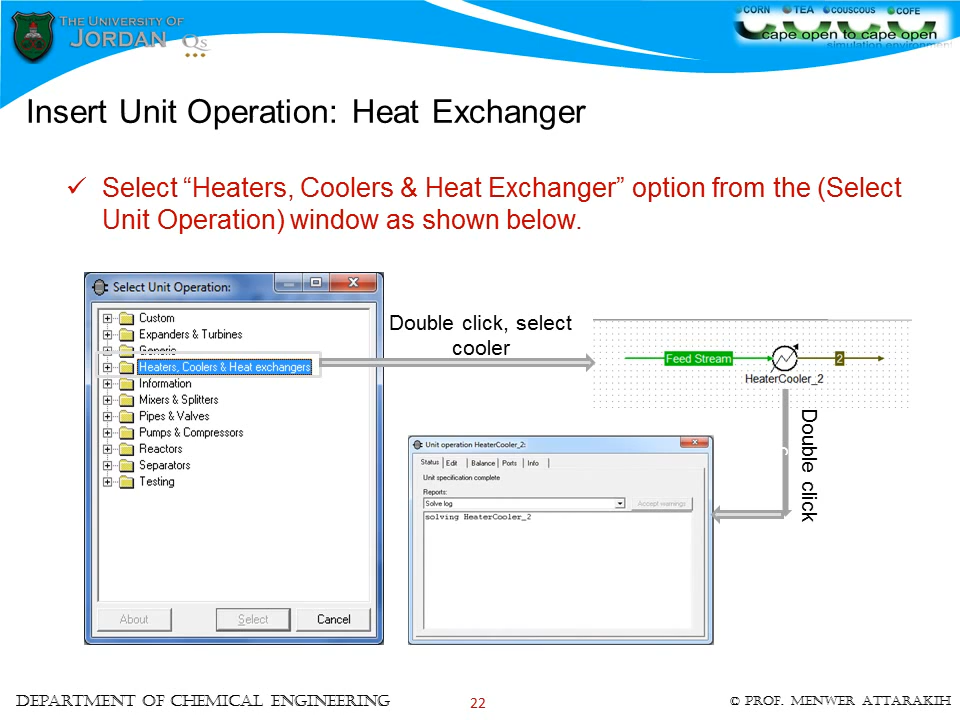 THE UNIVERSITY OF
JORDAN
QS
CORN TEA COUSCOUS COFE
cape open to cape open
simulation environment
Insert Unit Operation: Heat Exchanger
Select “Heaters, Coolers & Heat Exchanger” option from the (Select
Unit Operation) window as shown below.
Select Unit Operation:
Custom
Expanders & Turbines
Generic
Heaters, Coolers & Heat exchangers
Information
Mixers & Splitters
Pipes & Valves
Pumps & Compressors
Reactors
Separators
Testing
About
Select
Cancel
Double click, select
cooler
Feed Stream
2
HeaterCooler_2
Double click
Unit operation HeaterCooler_2:
Status Edit Balance Ports Info
Unit specification complete
Reports:
Solve log
Accept warnings
solving HeaterCooler_2
DEPARTMENT OF CHEMICAL ENGINEERING
22
© PROF. MENWER ATTARAKIH